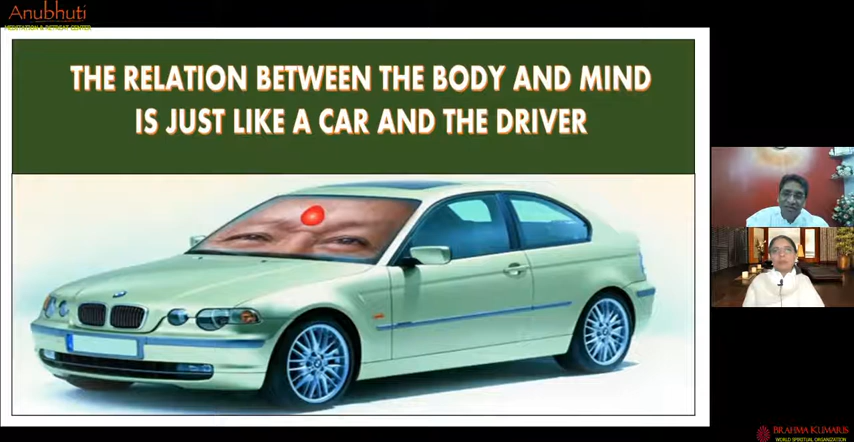 Anubhuti
MEDITATION & RETREAT CENTER
THE RELATION BETWEEN THE BODY AND MIND
IS JUST LIKE A CAR AND THE DRIVER
BRAHMA KUMARIS
WORLD SPIRITUAL ORGANIZATION